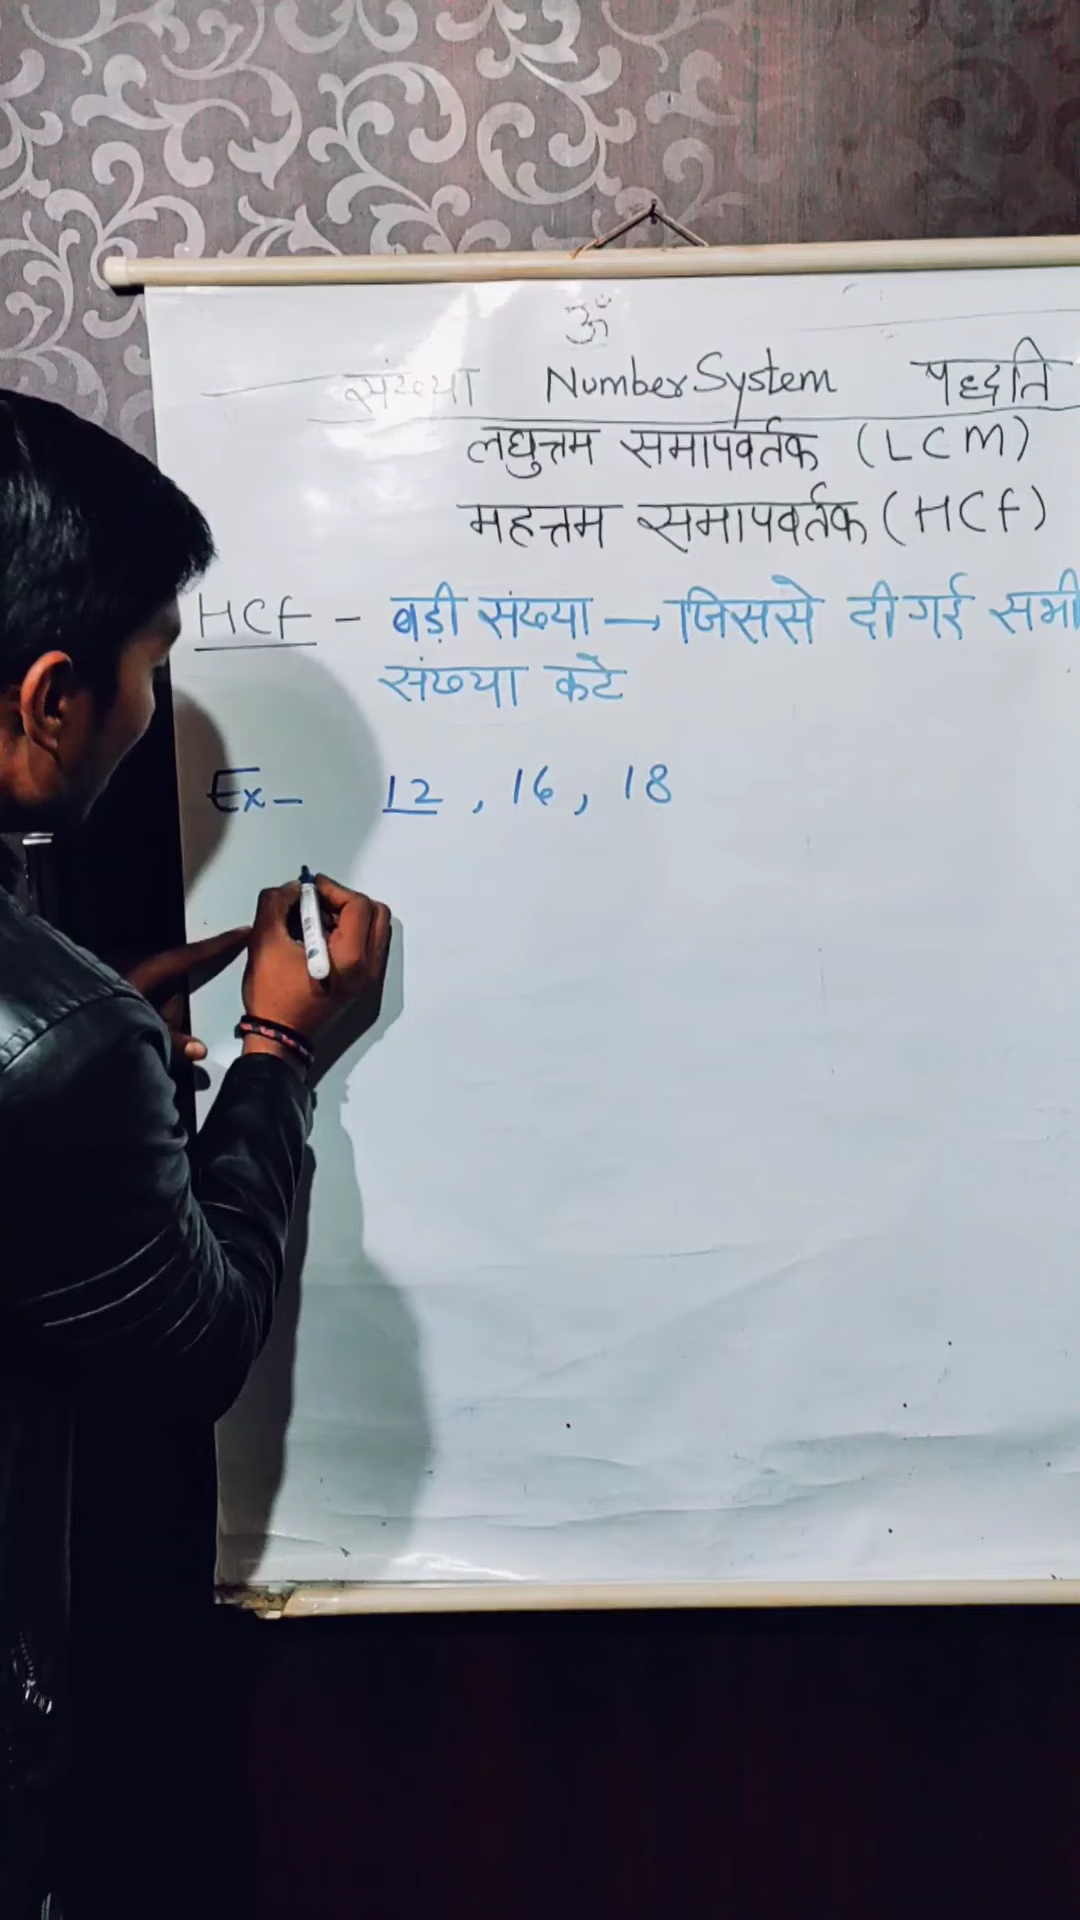 ॐ
संख्या Number System पद्धति
लघुत्तम समापवर्तक (LCM)
महत्तम समापवर्तक (HCf)
HCf - बड़ी संख्या → जिससे दी गई सभी
संख्या कटे
Ex - 12 , 16 , 18